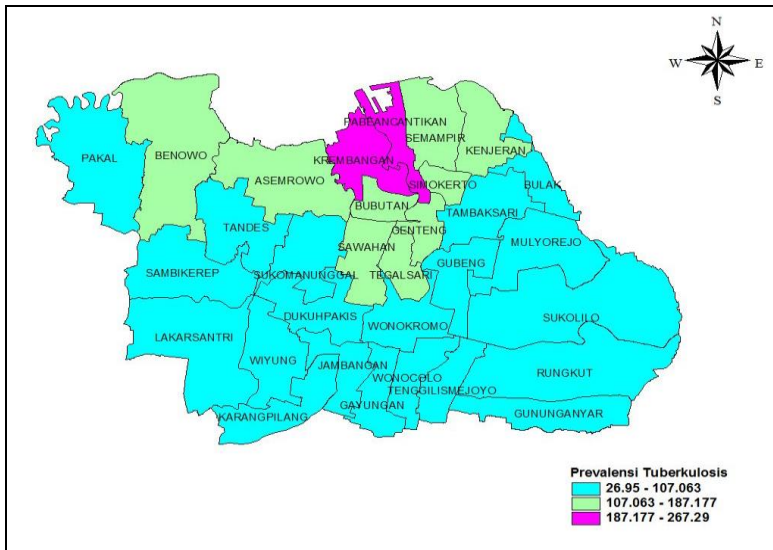 N
W E
S
PABEANCANTIKAN
SEMAMPIR
PAKAL
BENOWO
KREMBANGAN
KENJERAN
ASEMROWO
SIMOKERTO
BULAK
BUBUTAN
TAMBAKSARI
TANDES
GENTENG
MULYOREJO
SAWAHAN
GUBENG
SAMBIKEREP
SUKOMANUNGGAL
TEGALSARI
DUKUHPAKIS
WONOKROMO
SUKOLILO
LAKARSANTRI
WIYUNG
JAMBANGAN
RUNGKUT
WONOCOLO
TENGGILISMEJOYO
GAYUNGAN
KARANGPILANG
GUNUNGANYAR
Prevalensi Tuberkulosis
26.95 - 107.063
107.063 - 187.177
187.177 - 267.29